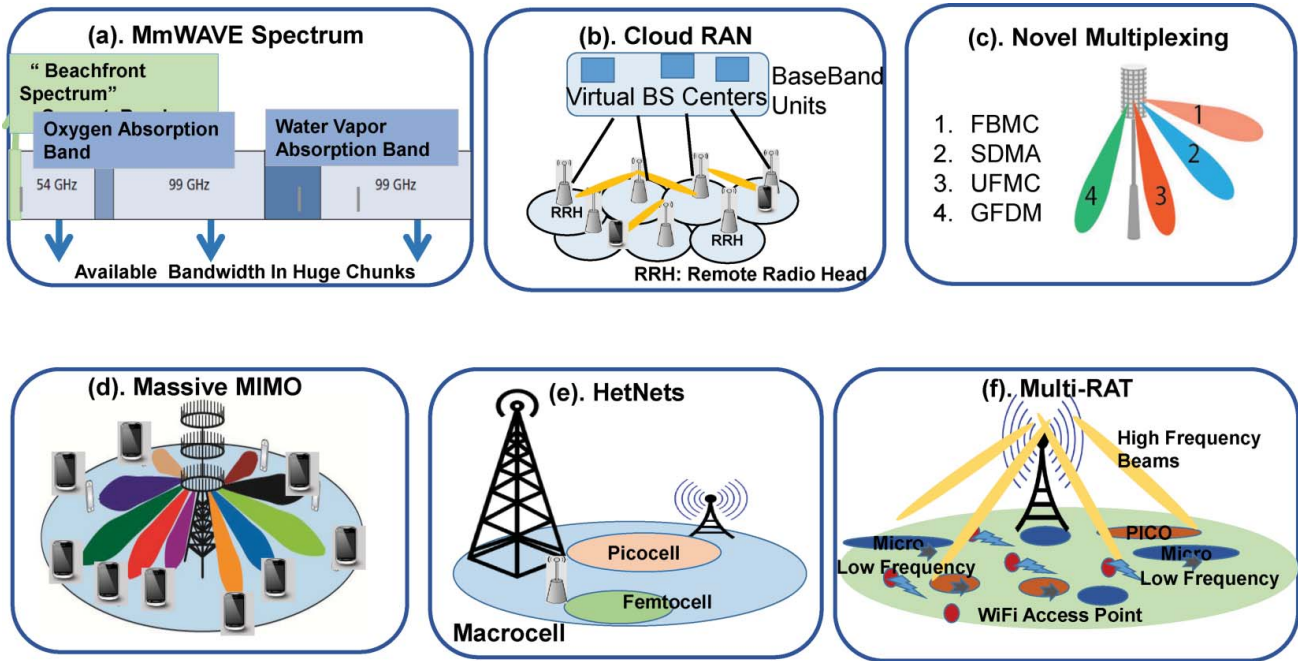 (a). MmWAVE Spectrum
“ Beachfront
Spectrum”
Oxygen Absorption
Band
Water Vapor
Absorption Band
54 GHz
99 GHz
99 GHz
Available Bandwidth In Huge Chunks
(b). Cloud RAN
Virtual BS Centers
BaseBand
Units
RRH
RRH
RRH: Remote Radio Head
(c). Novel Multiplexing
1. FBMC
2. SDMA
3. UFMC
4. GFDM
1
2
3
4
(d). Massive MIMO
(e). HetNets
Picocell
Femtocell
Macrocell
(f). Multi-RAT
High Frequency
Beams
PICO
Micro
Low Frequency
Micro
Low Frequency
WiFi Access Point